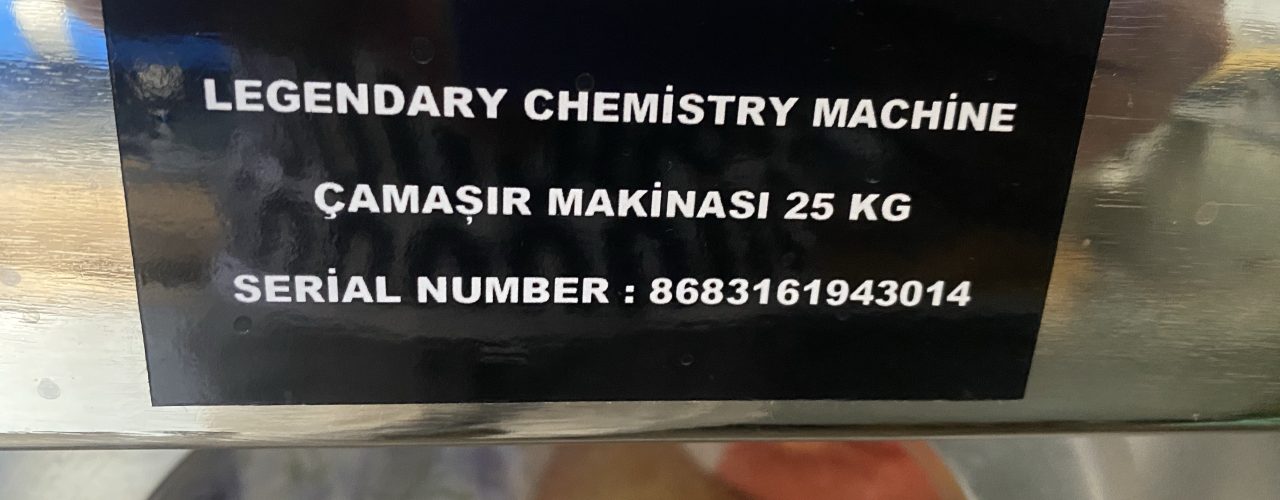 LEGENDARY CHEMİSTRY MACHİNE
ÇAMAŞIR MAKİNASI 25 KG
SERİAL NUMBER : 8683161943014